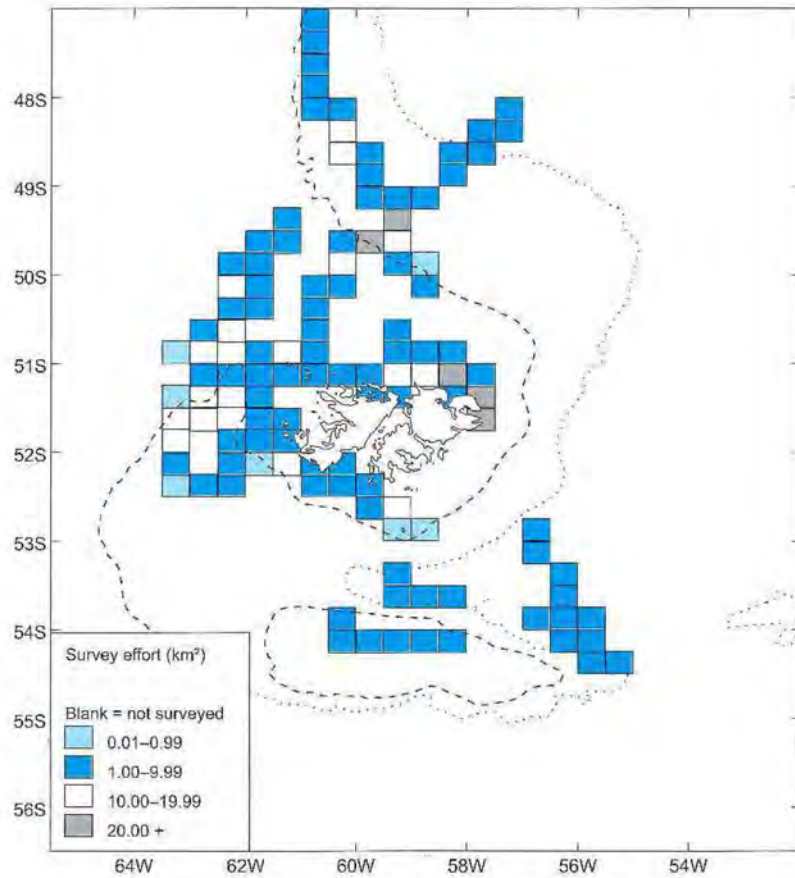 48S
49S
50S
51S
52S
53S
54S
55S
56S
Survey effort (km²)
Blank = not surveyed
0.01–0.99
1.00–9.99
10.00–19.99
20.00 +
64W
62W
60W
58W
56W
54W